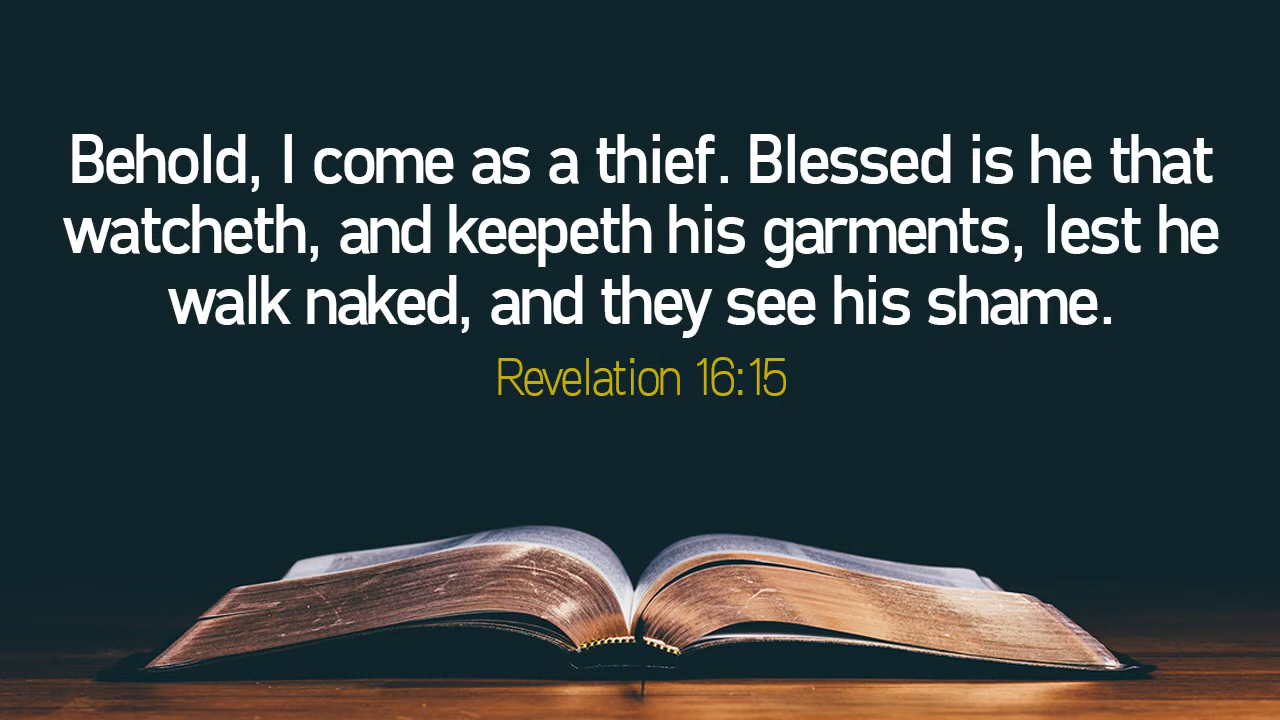 Behold, I come as a thief. Blessed is he that
watcheth, and keepeth his garments, lest he
walk naked, and they see his shame.
Revelation 16:15